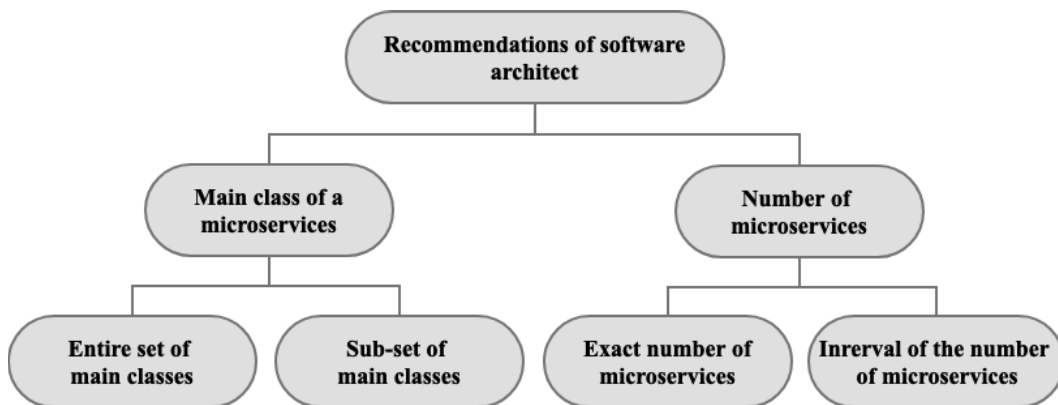 Recommendations of software
architect
Main class of a
microservices
Number of
microservices
Entire set of
main classes
Sub-set of
main classes
Exact number of
microservices
Inrerval of the number
of microservices